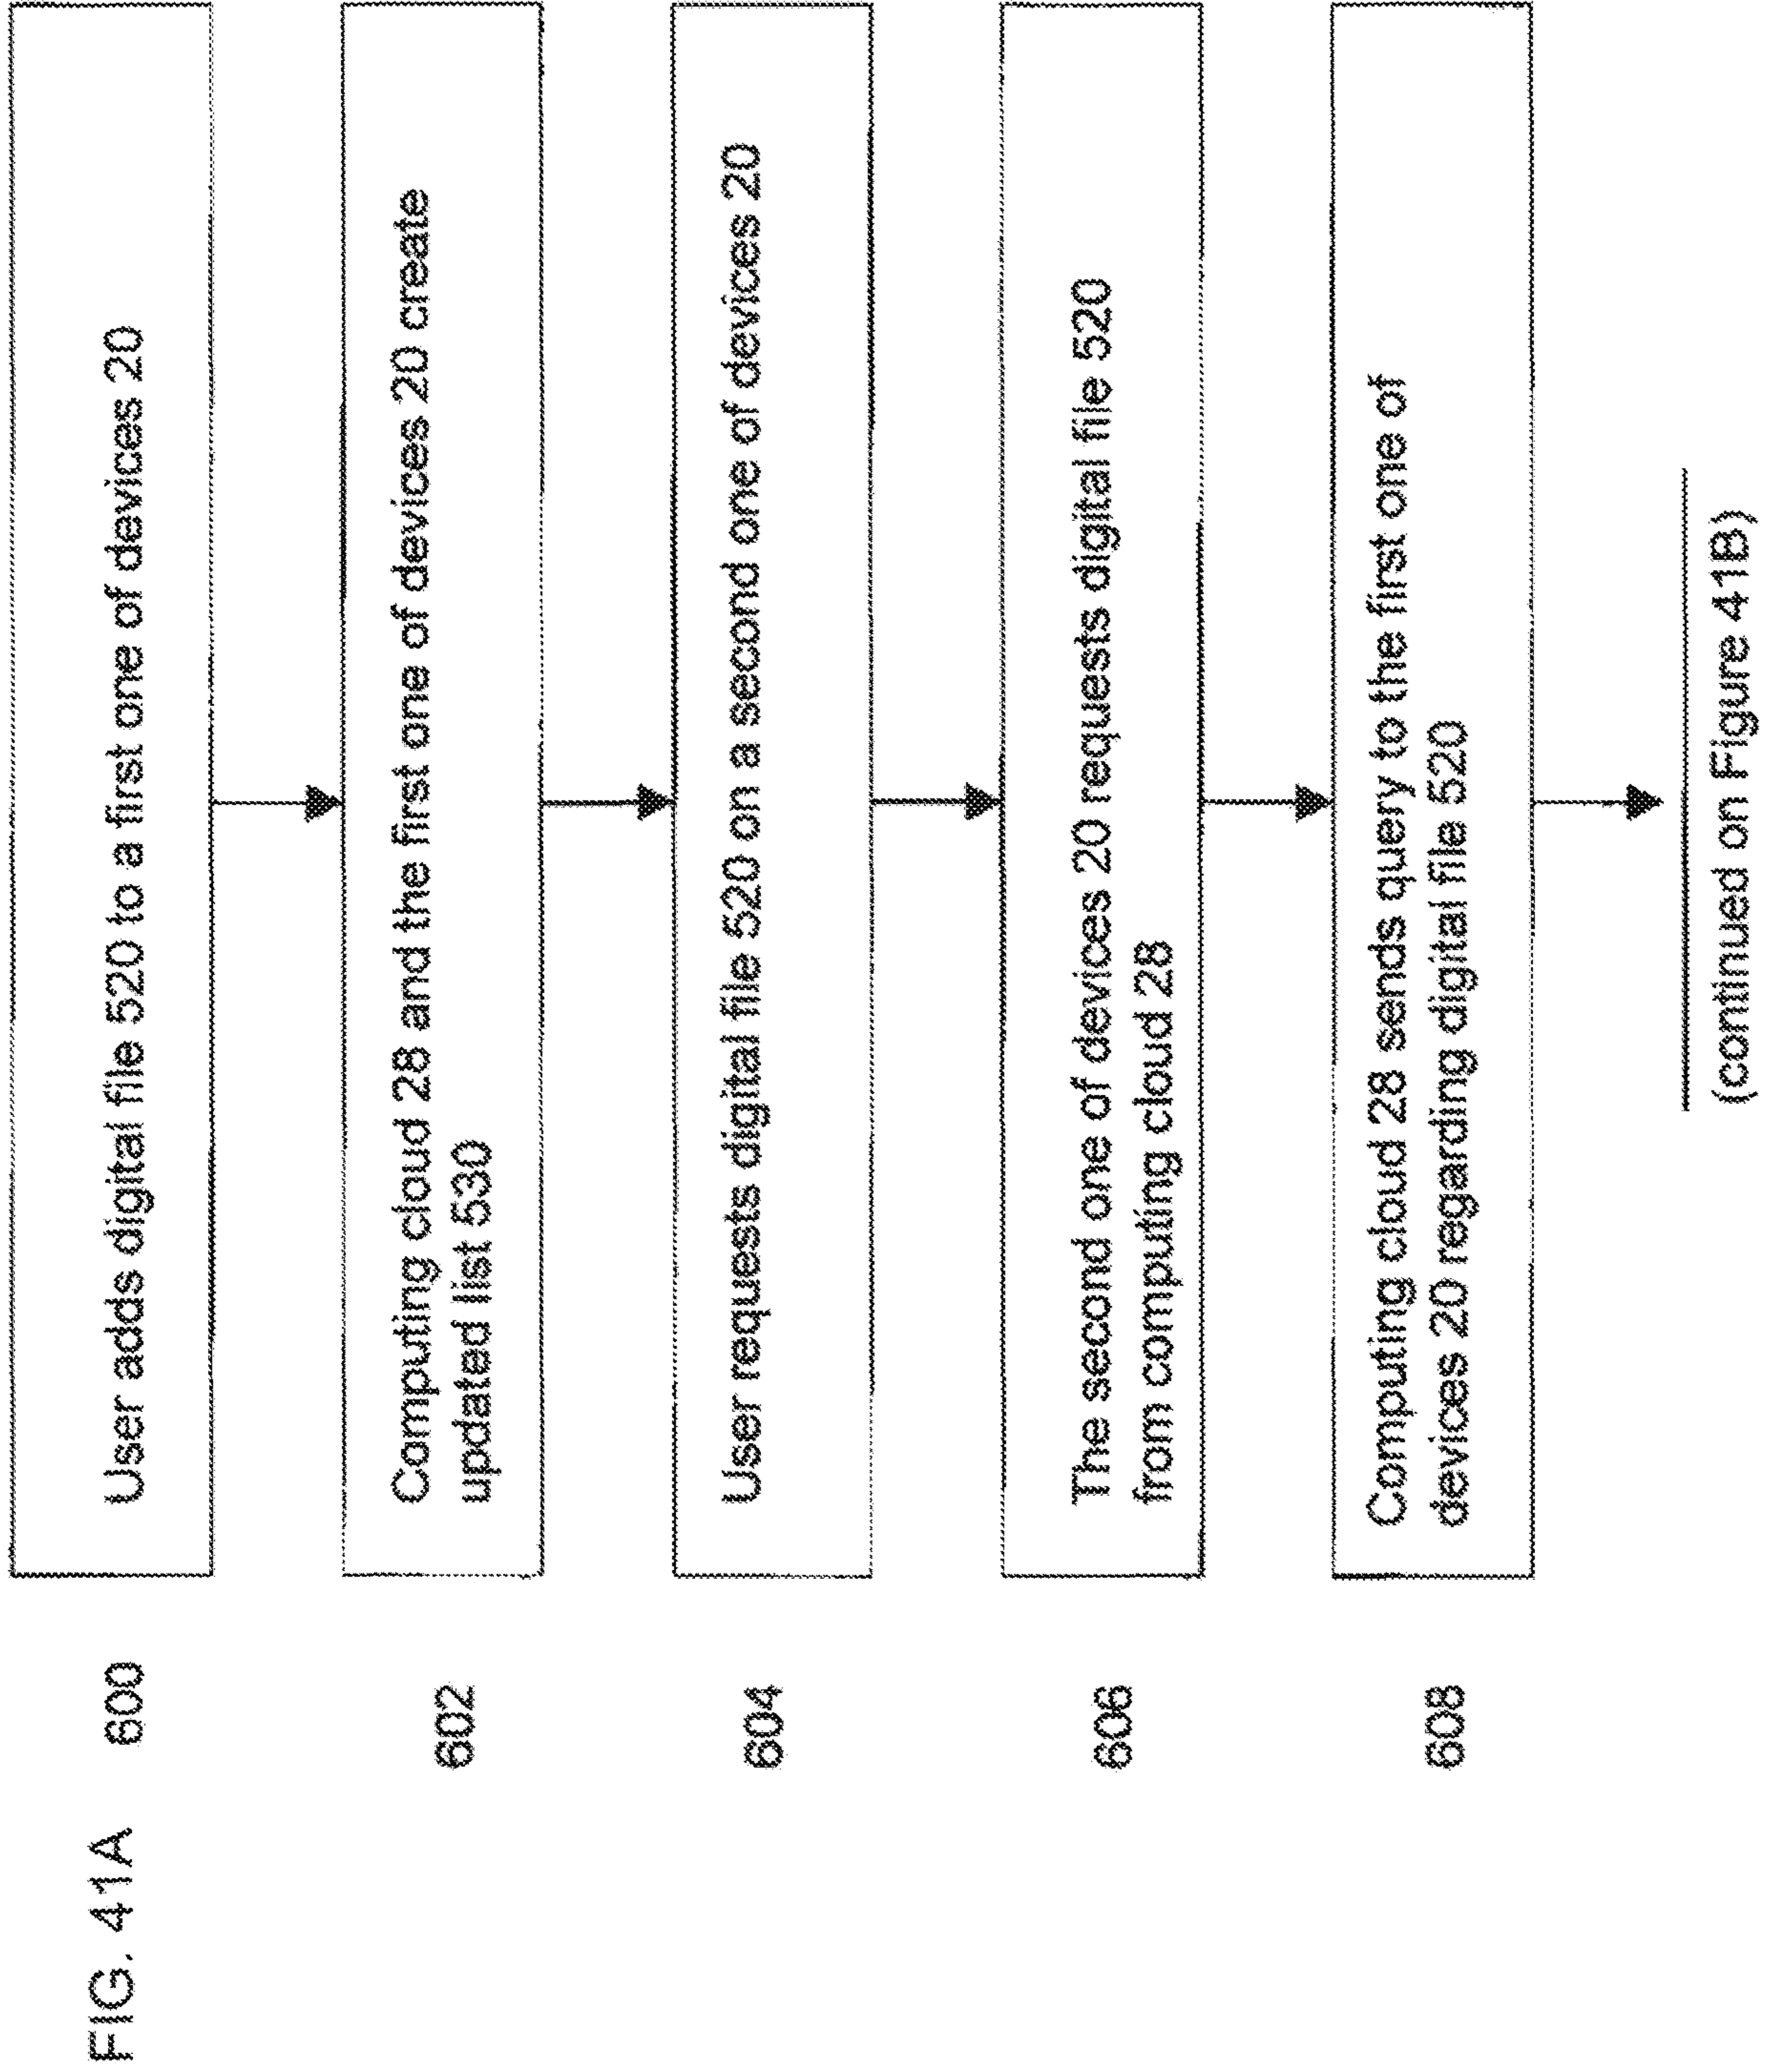 FIG. 41A
600
User adds digital file 520 to a first one of devices 20
602
Computing cloud 28 and the first one of devices 20 create
updated list 530
604
User requests digital file 520 on a second one of devices 20
606
The second one of devices 20 requests digital file 520
from computing cloud 28
608
Computing cloud 28 sends query to the first one of
devices 20 regarding digital file 520
(continued on Figure 41B)